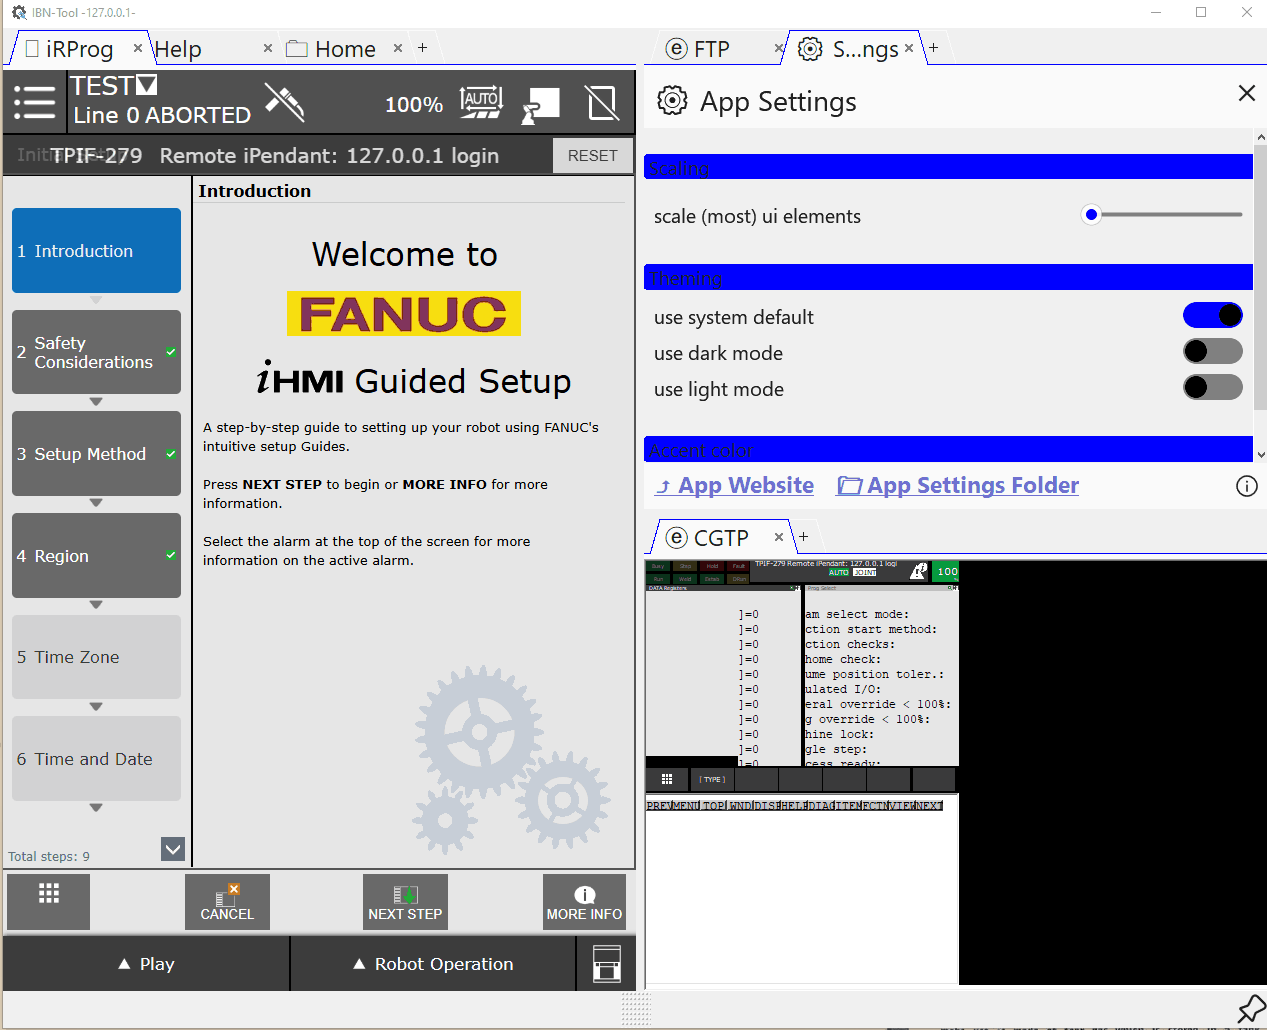 IBN-Tool -127.0.0.1-
iRProg
Help
Home
TEST
Line 0 ABORTED
100%
AUTO
TPIF-279 Remote iPendant: 127.0.0.1 login
RESET
1 Introduction
2 Safety Considerations
3 Setup Method
4 Region
5 Time Zone
6 Time and Date
Total steps: 9
Introduction
Welcome to
FANUC
iHMI Guided Setup
A step-by-step guide to setting up your robot using FANUC's
intuitive setup Guides.
Press NEXT STEP to begin or MORE INFO for more
information.
Select the alarm at the top of the screen for more
information on the active alarm.
CANCEL
NEXT STEP
MORE INFO
Play
Robot Operation
FTP
S...ngs
App Settings
Scaling
scale (most) ui elements
Theming
use system default
use dark mode
use light mode
Accent color
App Website
App Settings Folder
CGTP
Busy Step Hold Fault
Run Weld
TPIF-279 Remote iPendant: 127.0.0.1 logi
AUTO JOINT
100
DATA Registers
Prog Select
]=0 am select mode:
]=0 ction start method:
]=0 ction checks:
]=0 home check:
]=0 ume position toler.:
]=0 ulated I/O:
]=0 eral override < 100%:
]=0 g override < 100%:
]=0 hine lock:
]=0 gle step:
]=0 cess ready:
[ TYPE ]
PREV MENU TOP WND DISP HELP DIAG ITEM FCTN VIEW NEXT